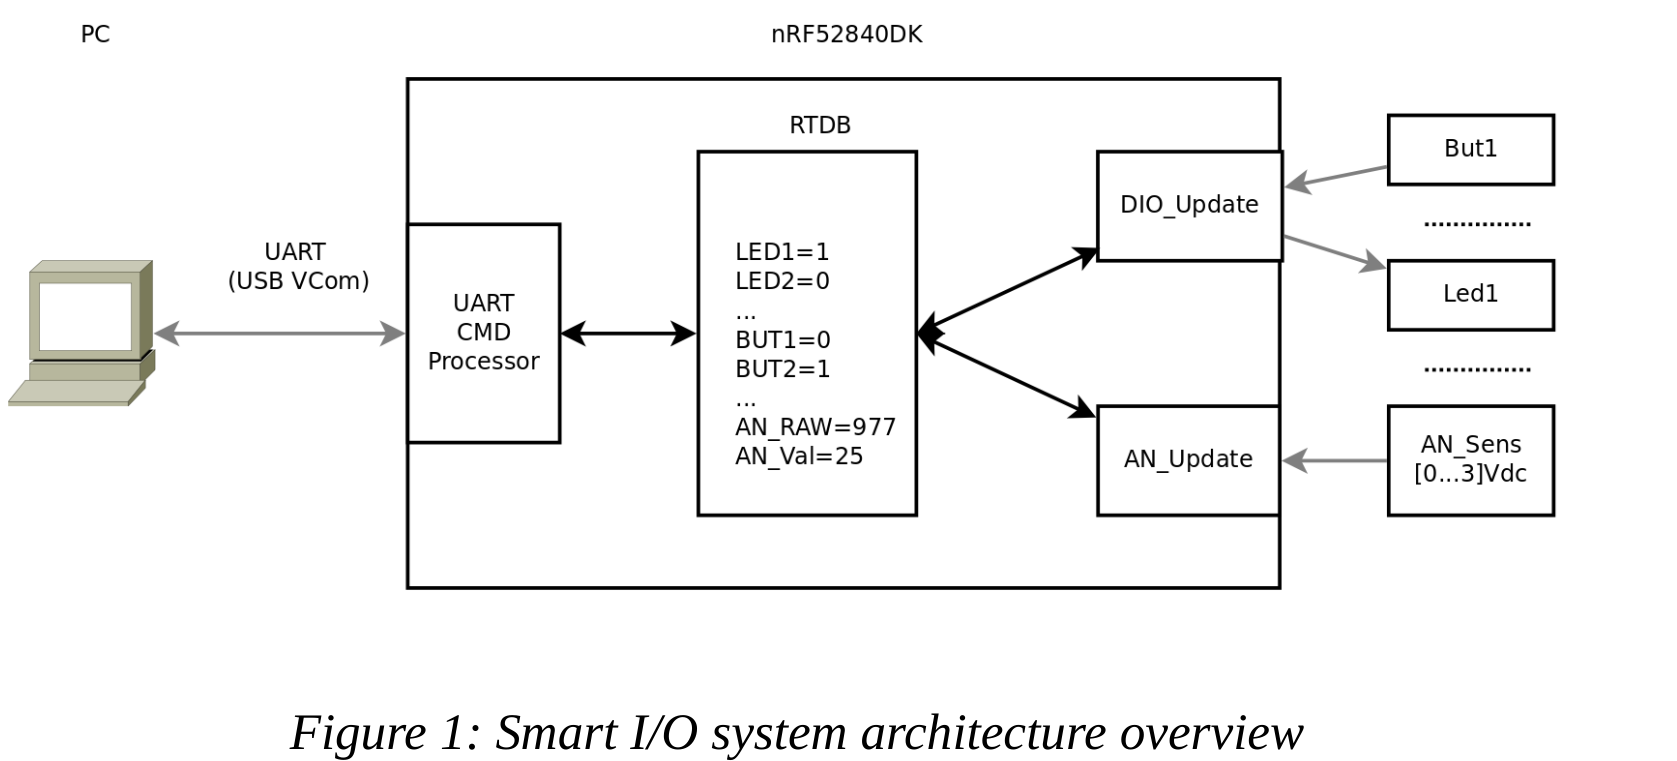 PC
nRF52840DK
RTDB
UART
(USB VCom)
UART
CMD
Processor
LED1=1
LED2=0
...
BUT1=0
BUT2=1
...
AN_RAW=977
AN_Val=25
DIO_Update
AN_Update
But1
Led1
AN_Sens
[0...3]Vdc
Figure 1: Smart I/O system architecture overview